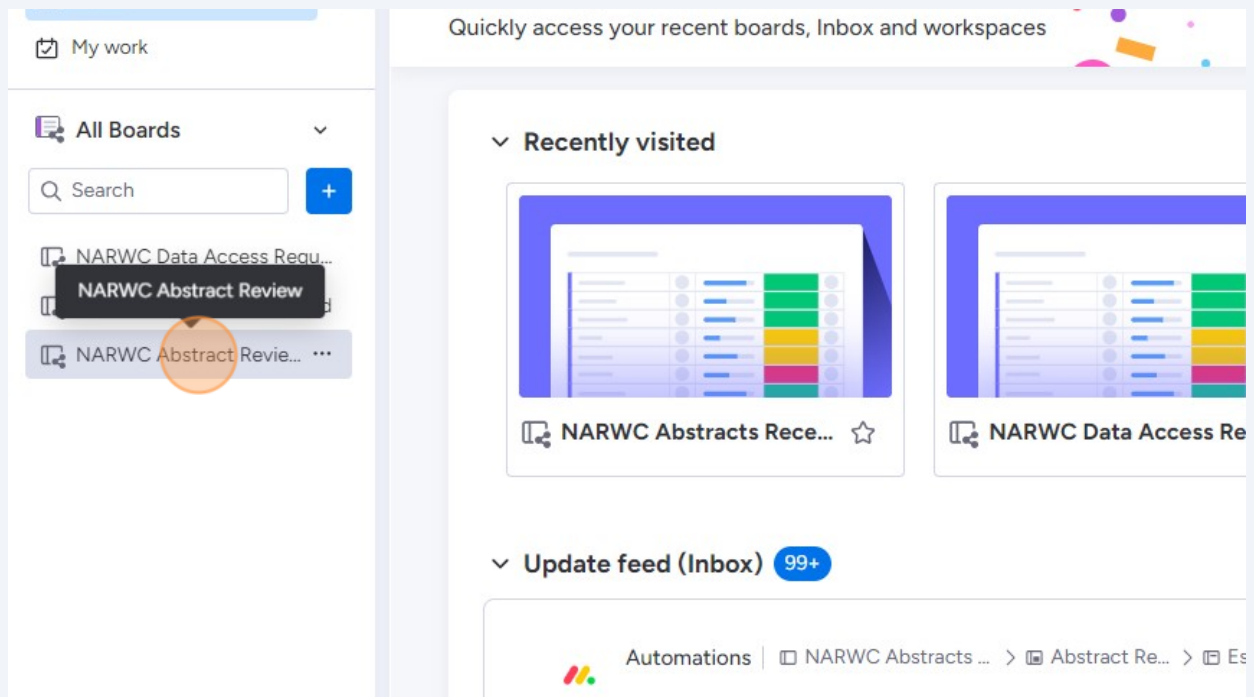 My work
All Boards
Search
+
NARWC Data Access Requ...
NARWC Abstract Review
d
NARWC Abstract Revie... ...
Quickly access your recent boards, Inbox and workspaces
Recently visited
NARWC Abstracts Rece...
NARWC Data Access Re
Update feed (Inbox) 99+
Automations NARWC Abstracts ... > Abstract Re... > Es